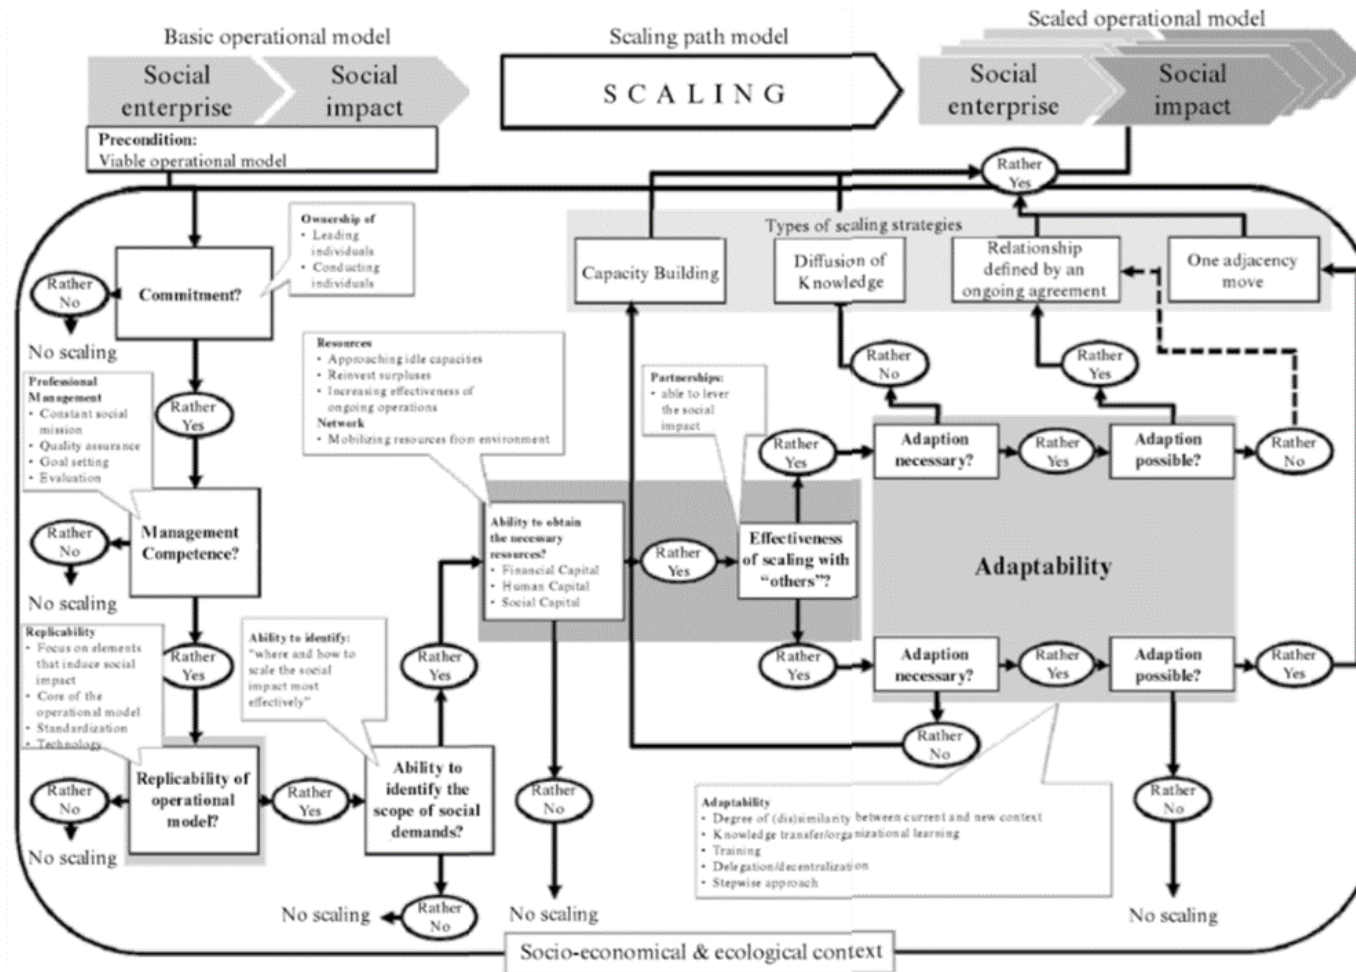 Basic operational model
Scaling path model
Scaled operational model
Social
enterprise
Social
impact
SCALING
Social
enterprise
Social
impact
Precondition:
Viable operational model
Rather
Yes
Ownership of
• Leading
individuals
• Conducting
individuals
Types of scaling strategies
Capacity Building
Diffusion of
Knowledge
Relationship
defined by an
ongoing agreement
One adjacency
move
Rather
No
Commitment?
No scaling
Resources
• Approaching idle capacities
• Reinvest surpluses
• Increasing effectiveness of
ongoing operations
Network
• Mobilizing resources from environment
Partnerships:
• able to lever
the social
impact
Rather
No
Rather
Yes
Professional
Management
• Constant social
mission
• Quality assurance
• Goal setting
• Evaluation
Rather
Yes
Rather
Yes
Adaption
necessary?
Rather
Yes
Adaption
possible?
Rather
No
Rather
No
Management
Competence?
No scaling
Ability to obtain
the necessary
resources?
• Financial Capital
• Human Capital
• Social Capital
Rather
Yes
Effectiveness
of scaling with
"others"?
Adaptability
Replicability
• Focus on elements
that induce social
impact
• Core of the
operational model
• Standardization
• Technology
Rather
Yes
Ability to identify:
"where and how to
scale the social
impact most
effectively"
Rather
Yes
Rather
Yes
Adaption
necessary?
Rather
Yes
Adaption
possible?
Rather
Yes
Rather
No
Rather
No
Replicability of
operational
model?
Rather
Yes
Ability to
identify the
scope of social
demands?
Rather
No
Rather
No
No scaling
Adaptability
• Degree of (dis)similarity between current and new context
• Knowledge transfer/organizational learning
• Training
• Delegation/decentralization
• Stepwise approach
No scaling
Rather
No
No scaling
No scaling
Socio-economical & ecological context